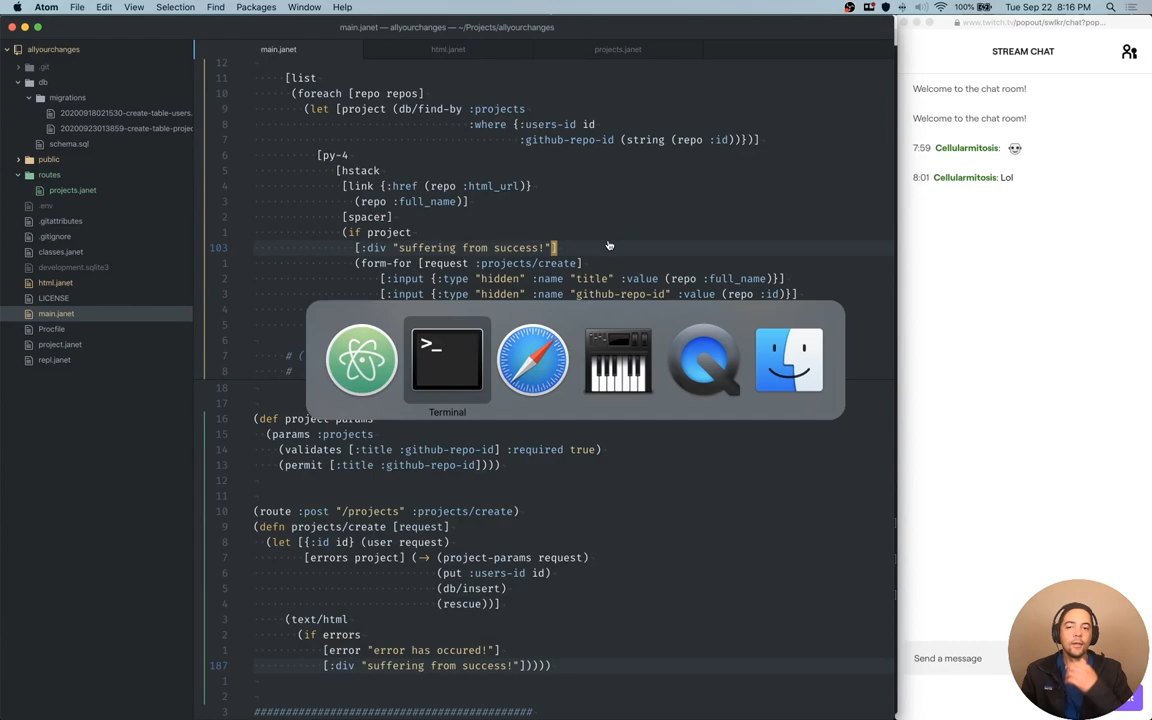 Atom File Edit View Selection Find Packages Window Help 100% Tue Sep 22 8:16 PM
main.janet — allyourchanges — ~/Projects/allyourchanges
www.twitch.tv/popout/swlkr/chat?pop...
allyourchanges
.git
db
migrations
20200918021530-create-table-users.
20200923013859-create-table-projec
schema.sql
public
routes
projects.janet
.env
.gitattributes
.gitignore
classes.janet
development.sqlite3
html.janet
LICENSE
main.janet
Procfile
project.janet
repl.janet
main.janet html.janet projects.janet
12
11 [list
10 (foreach [repo repos]
9 (let [project (db/find-by :projects
8 :where {:users-id id
7 :github-repo-id (string (repo :id))})]
6 [py-4
5 [hstack
4 [link {:href (repo :html_url)}
3 (repo :full_name)]
2 [spacer]
1 (if project
103 [:div "suffering from success!"]
1 (form-for [request :projects/create]
2 [:input {:type "hidden" :name "title" :value (repo :full_name)}]
3 [:input {:type "hidden" :name "github-repo-id" :value (repo :id)}]
4
5
6
7 # (
8 #
Terminal
18
17
16 (def project-params
15 (params :projects
14 (validates [:title :github-repo-id] :required true)
13 (permit [:title :github-repo-id])))
12
11
10 (route :post "/projects" :projects/create)
9 (defn projects/create [request]
8 (let [{:id id} (user request)
7 [errors project] (-> (project-params request)
6 (put :users-id id)
5 (db/insert)
4 (rescue))]
3 (text/html
2 (if errors
1 [error "error has occured!"]
187 [:div "suffering from success!"]))))
1
2
3 ############################################
STREAM CHAT
Welcome to the chat room!
Welcome to the chat room!
7:59 Cellularmitosis:
8:01 Cellularmitosis: Lol
Send a message